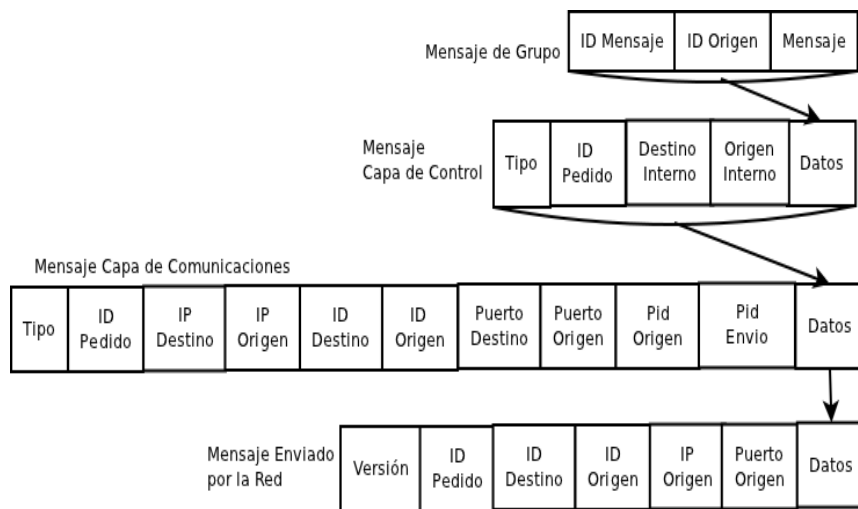 Mensaje de Grupo
ID Mensaje
ID Origen
Mensaje
Mensaje
Capa de Control
Tipo
ID
Pedido
Destino
Interno
Origen
Interno
Datos
Mensaje Capa de Comunicaciones
Tipo
ID
Pedido
IP
Destino
IP
Origen
ID
Destino
ID
Origen
Puerto
Destino
Puerto
Origen
Pid
Origen
Pid
Envio
Datos
Mensaje Enviado
por la Red
Versión
ID
Pedido
ID
Destino
ID
Origen
IP
Origen
Puerto
Origen
Datos